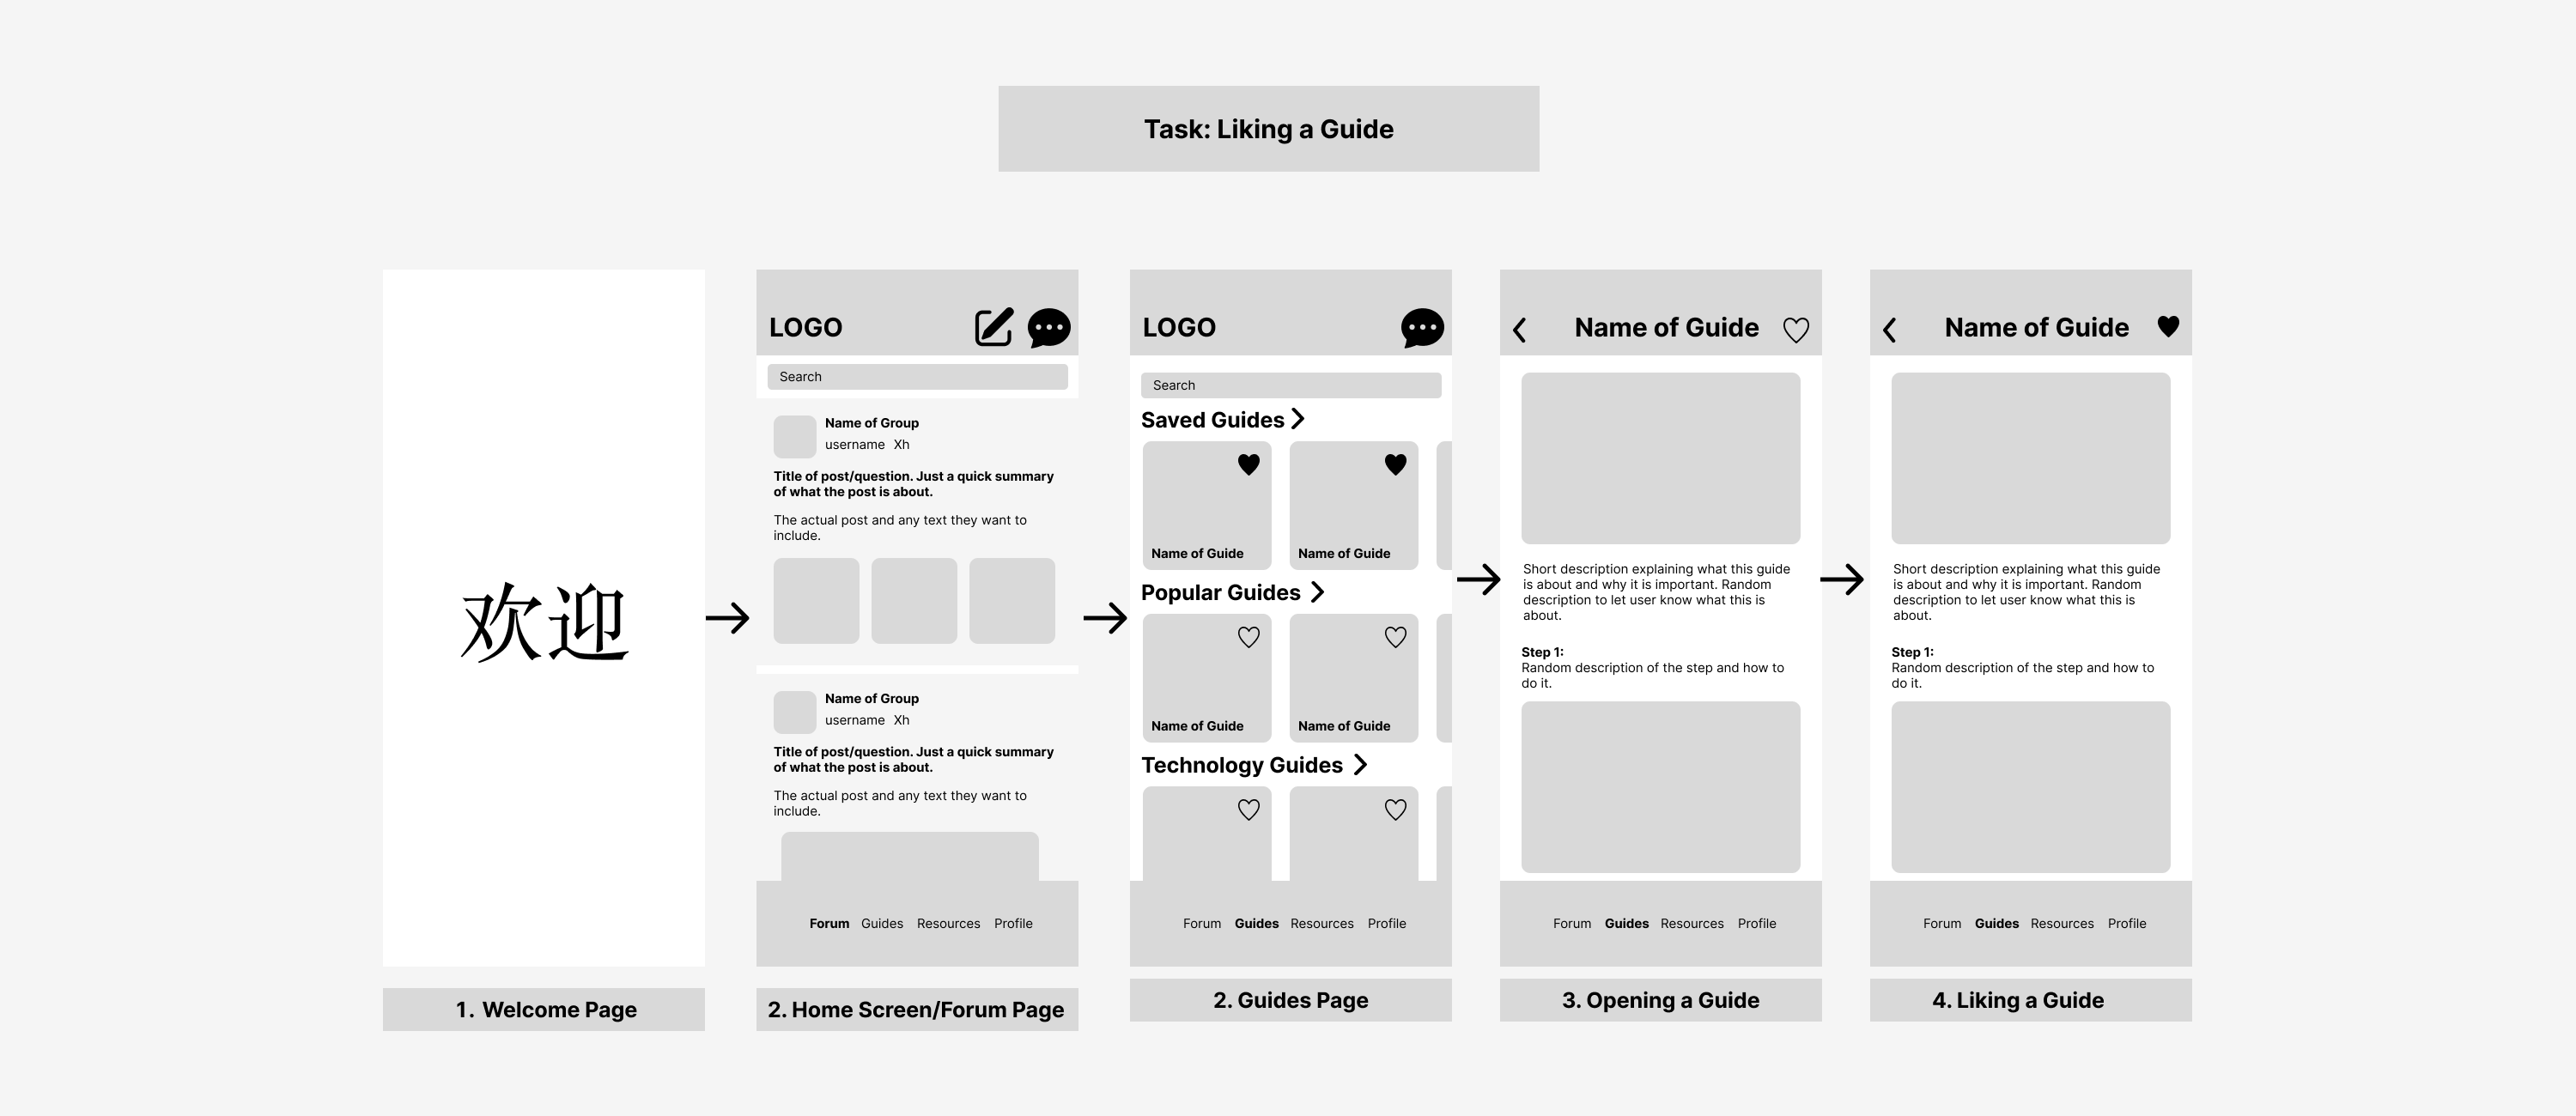 Task: Liking a Guide
欢迎
1. Welcome Page
LOGO
Search
Name of Group
username Xh
Title of post/question. Just a quick summary
of what the post is about.
The actual post and any text they want to
include.
Name of Group
username Xh
Title of post/question. Just a quick summary
of what the post is about.
The actual post and any text they want to
include.
Forum Guides Resources Profile
2. Home Screen/Forum Page
LOGO
Search
Saved Guides
Name of Guide Name of Guide
Popular Guides
Name of Guide Name of Guide
Technology Guides
Forum Guides Resources Profile
2. Guides Page
Name of Guide
Short description explaining what this guide
is about and why it is important. Random
description to let user know what this is
about.
Step 1:
Random description of the step and how to
do it.
Forum Guides Resources Profile
3. Opening a Guide
Name of Guide
Short description explaining what this guide
is about and why it is important. Random
description to let user know what this is
about.
Step 1:
Random description of the step and how to
do it.
Forum Guides Resources Profile
4. Liking a Guide